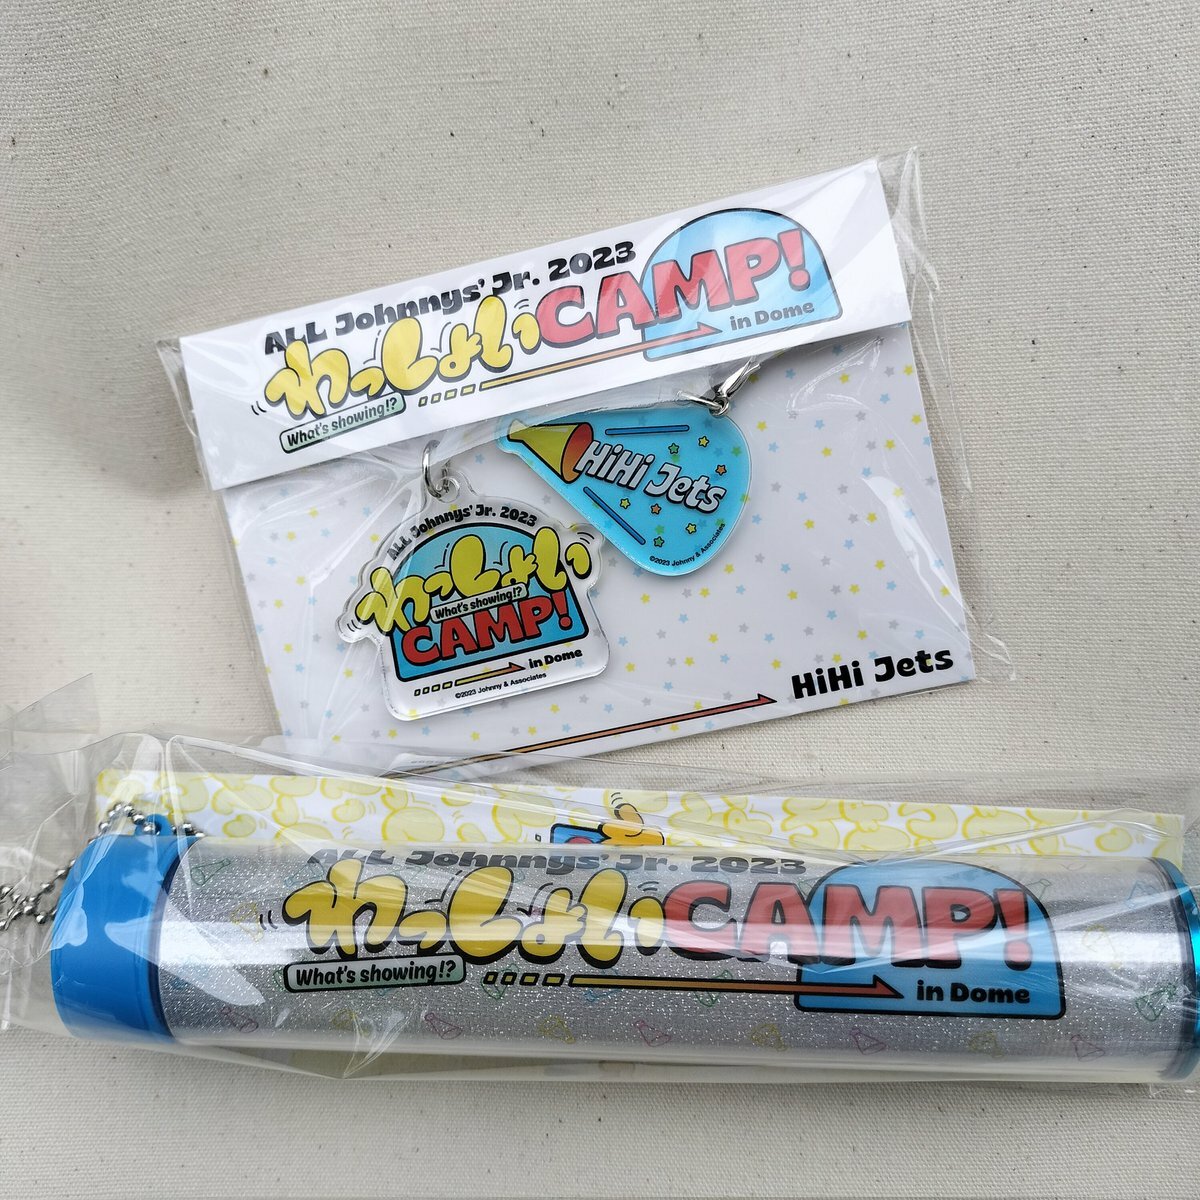 ALL Johnnys' Jr. 2023
わっしょいCAMP!
in Dome
What's showing!?
HiHi Jets
©2023 Johnny & Associates
ALL Johnnys' Jr. 2023
わっしょい
What's showing!?
CAMP!
in Dome
©2023 Johnny & Associates
HiHi Jets
ALL Johnnys' Jr. 2023
わっしょいCAMP!
What's showing!?
in Dome